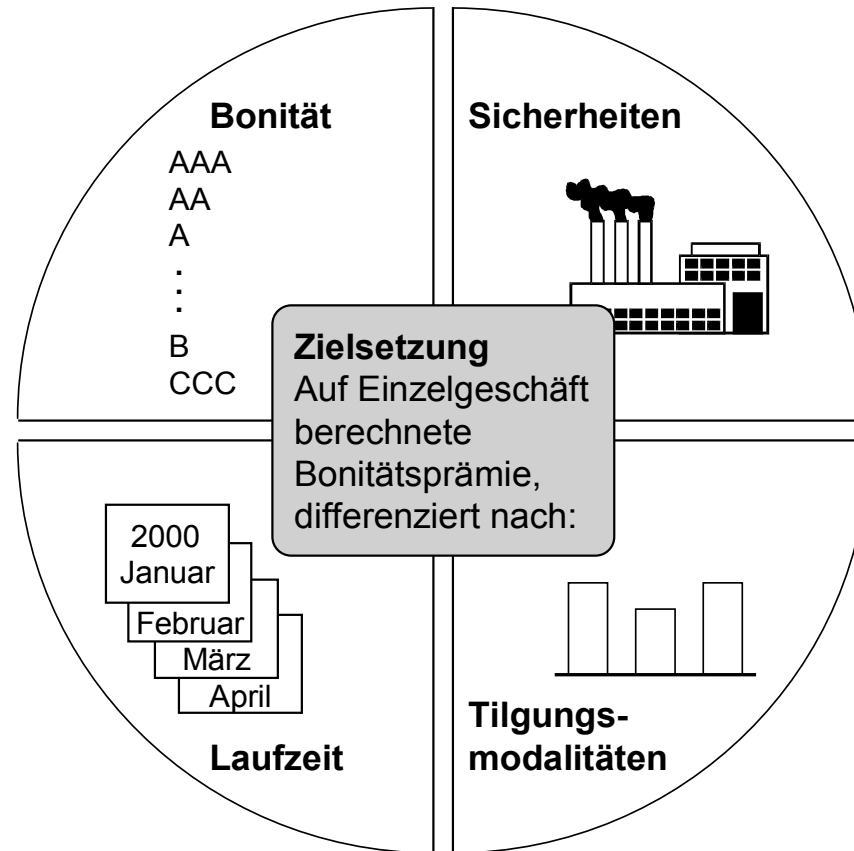 Bonität
AAA
AA
A
.
.
.
B
CCC
Sicherheiten
Zielsetzung
Auf Einzelgeschäft
berechnete
Bonitätsprämie,
differenziert nach:
2000
Januar
Februar
März
April
Laufzeit
Tilgungs-
modalitäten